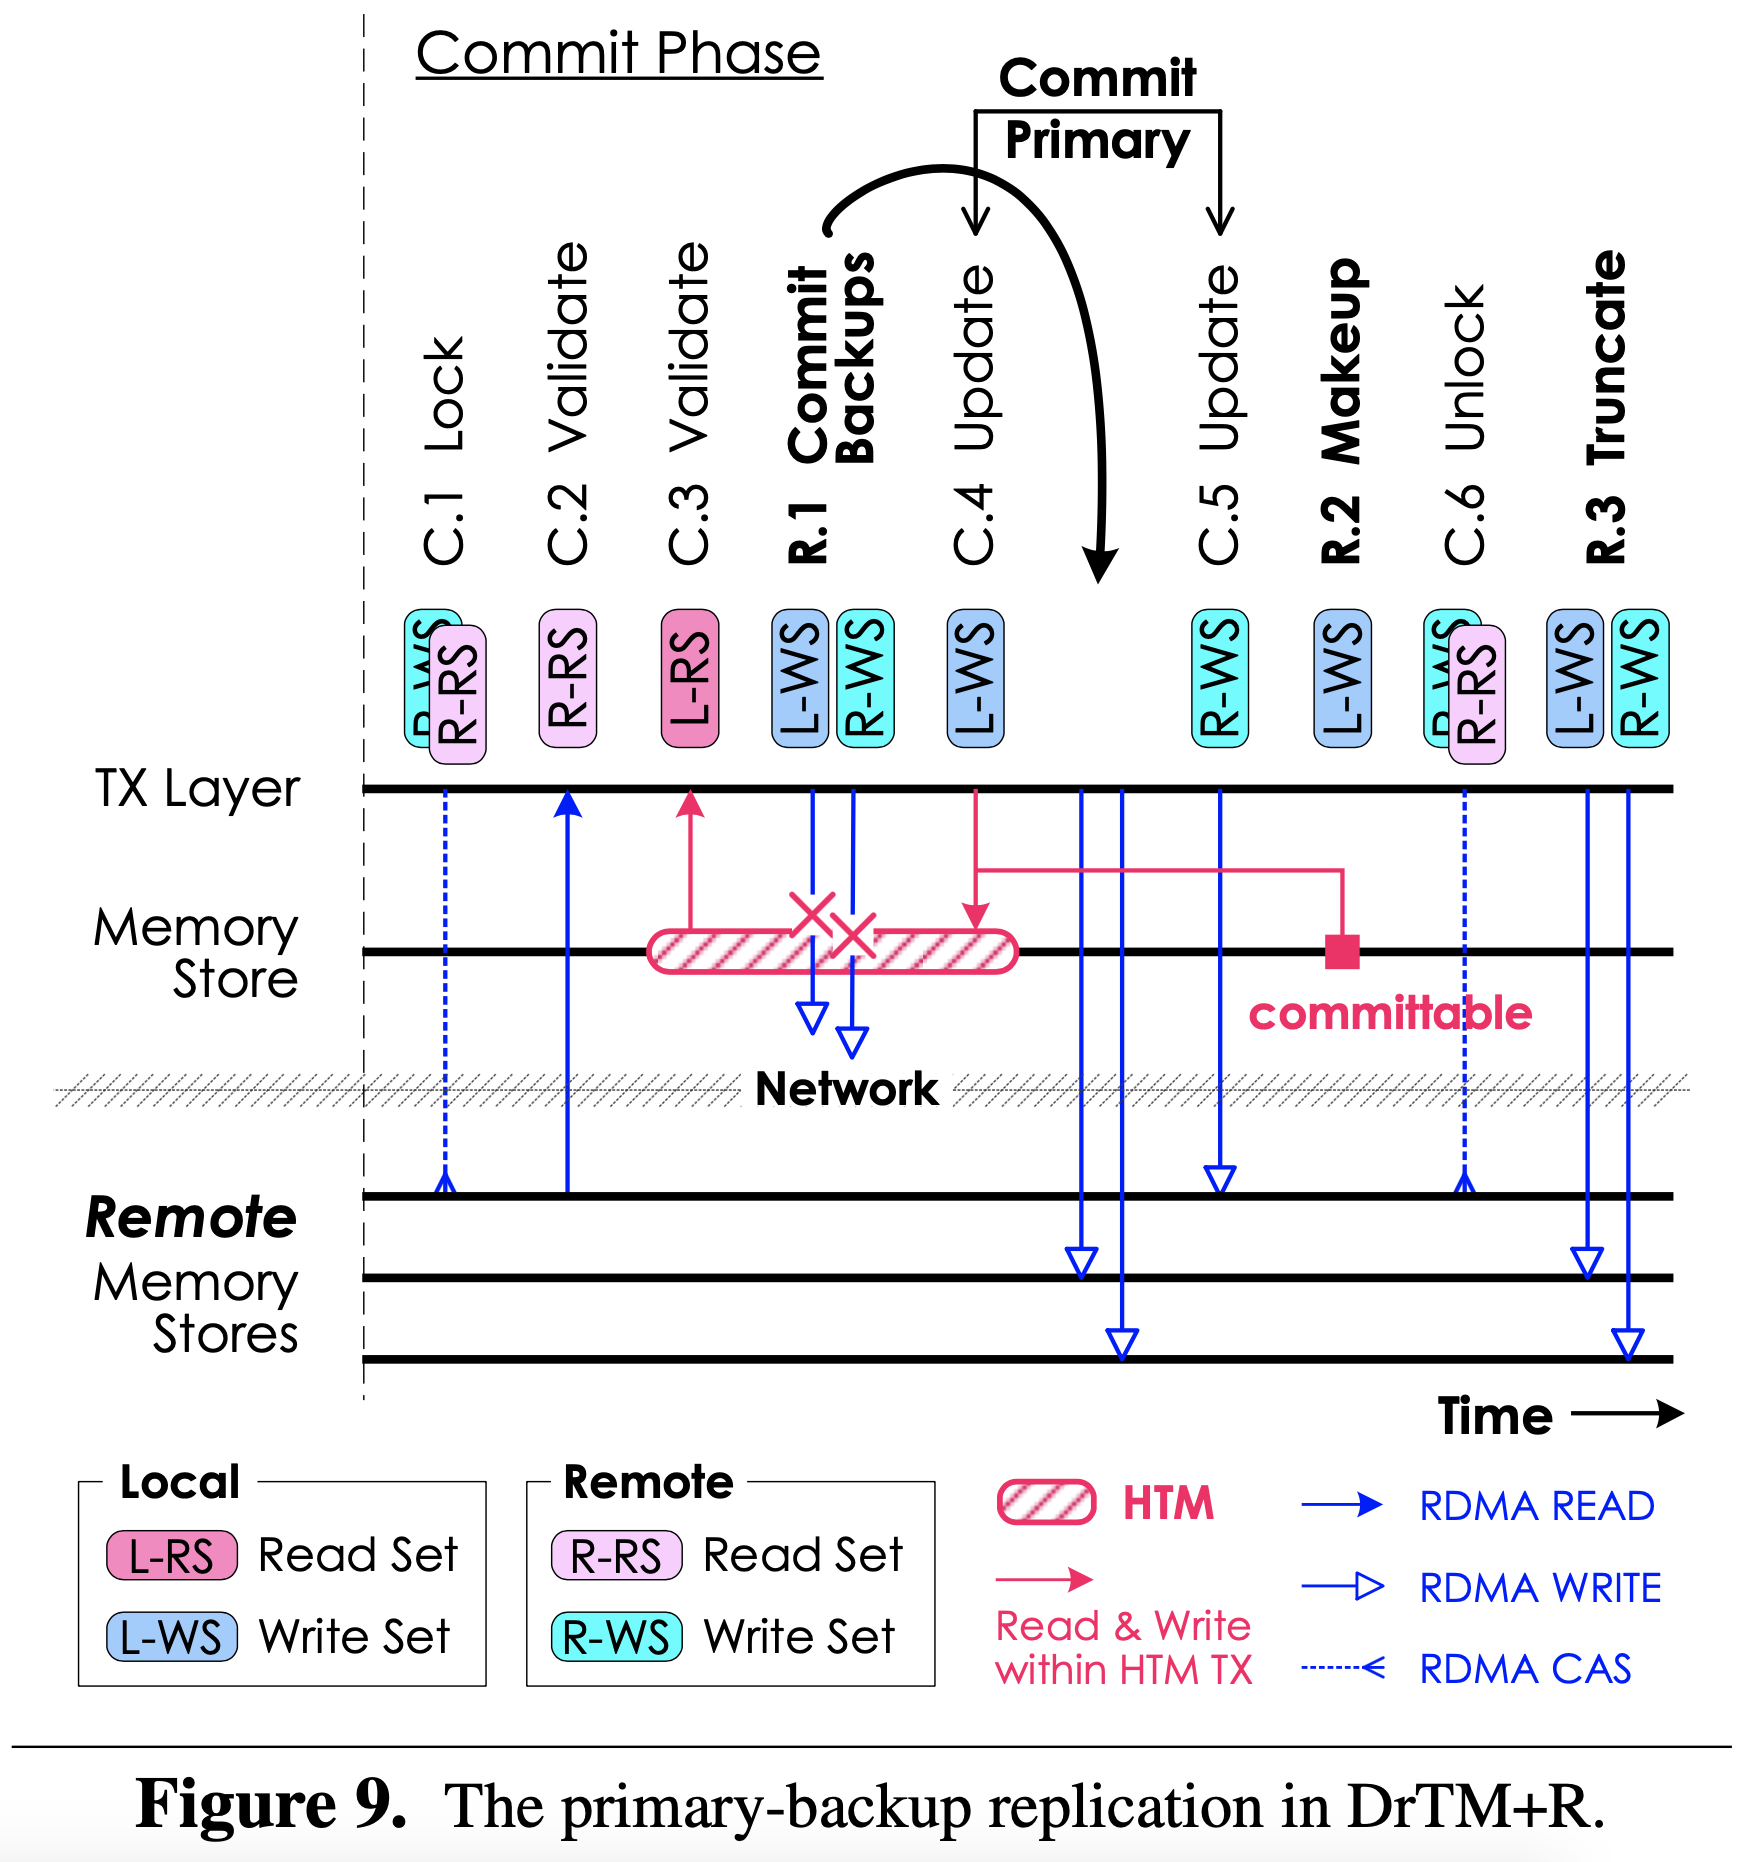 Commit Phase
Commit
Primary
C.1 Lock
C.2 Validate
C.3 Validate
R.1 Commit
Backups
C.4 Update
C.5 Update
R.2 Makeup
C.6 Unlock
R.3 Truncate
R-WS
R-RS
R-RS
L-RS
L-WS
R-WS
L-WS
R-WS
L-WS
R-WS
R-RS
L-WS
R-WS
TX Layer
Memory
Store
committable
Network
Remote
Memory
Stores
Time
Local
L-RS Read Set
L-WS Write Set
Remote
R-RS Read Set
R-WS Write Set
HTM
Read & Write
within HTM TX
RDMA READ
RDMA WRITE
RDMA CAS
Figure 9. The primary-backup replication in DrTM+R.